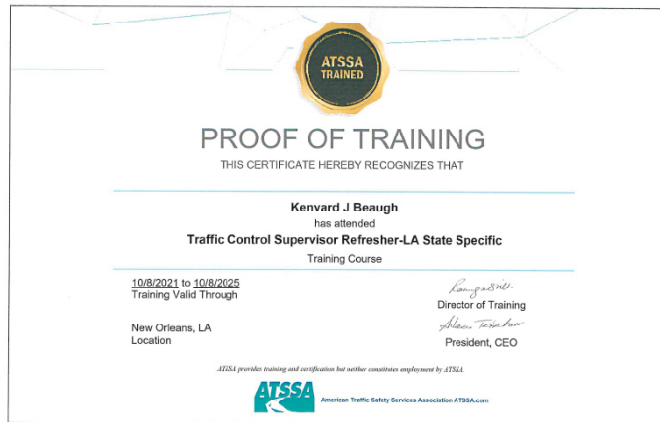 ATSSA
TRAINED
PROOF OF TRAINING
THIS CERTIFICATE HEREBY RECOGNIZES THAT
Kenyard J Beaugh
has attended
Traffic Control Supervisor Refresher-LA State Specific
Training Course
10/8/2021 to 10/8/2025
Training Valid Through
Director of Training
New Orleans, LA
Location
President, CEO
ATSSA provides training and certification but neither constitutes employment by ATSSA.
ATSSA
American Traffic Safety Services Association ATSSA.com